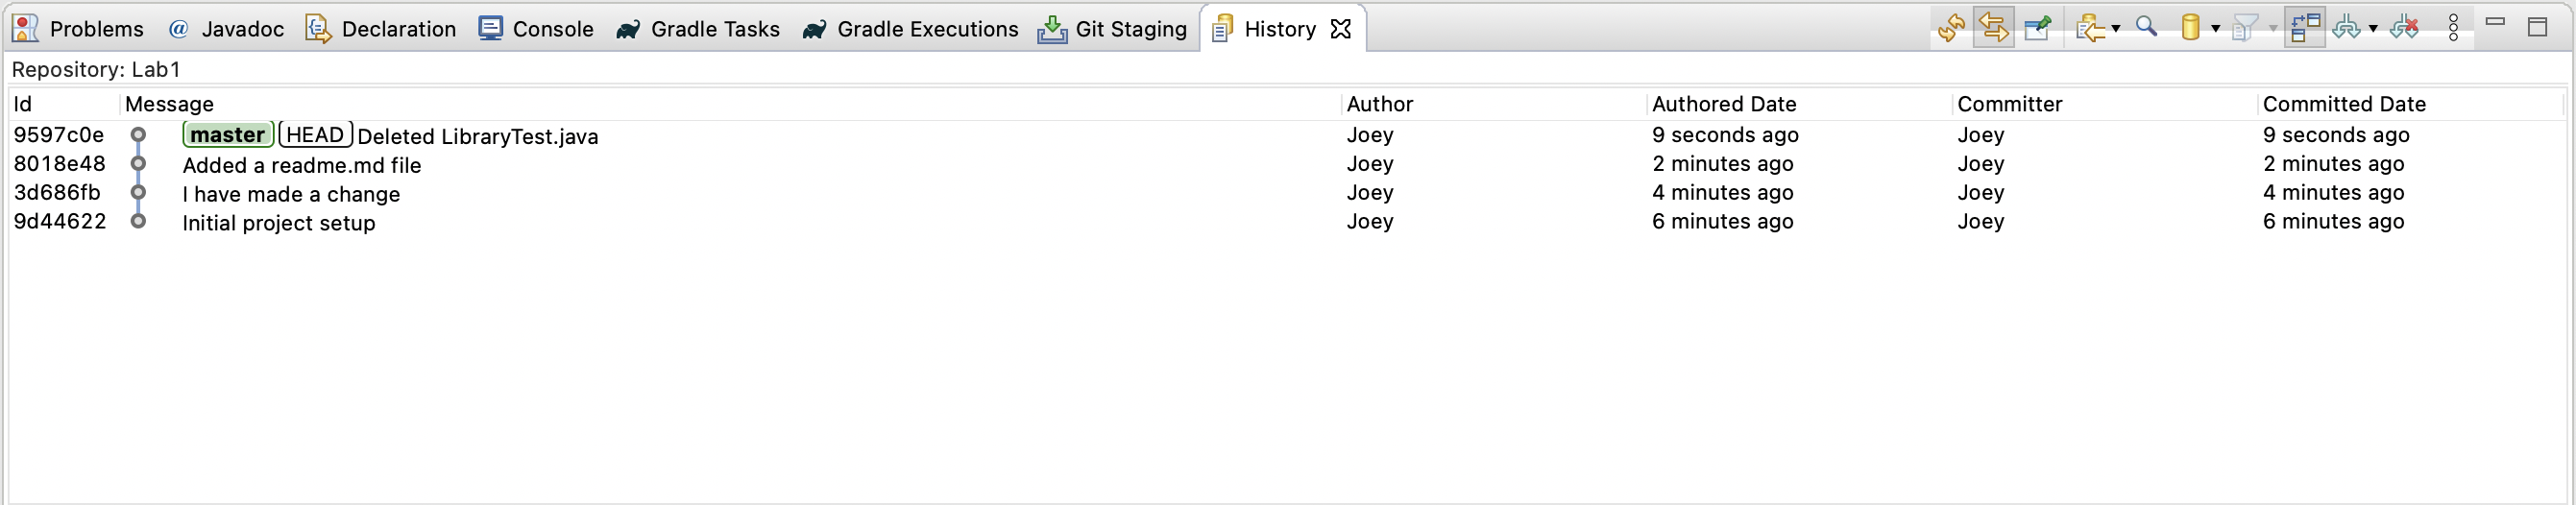 Problems @ Javadoc Declaration Console Gradle Tasks Gradle Executions Git Staging History
Repository: Lab1
Id Message Author Authored Date Committer Committed Date
9597c0e master HEAD Deleted LibraryTest.java Joey 9 seconds ago Joey 9 seconds ago
8018e48 Added a readme.md file Joey 2 minutes ago Joey 2 minutes ago
3d686fb I have made a change Joey 4 minutes ago Joey 4 minutes ago
9d44622 Initial project setup Joey 6 minutes ago Joey 6 minutes ago